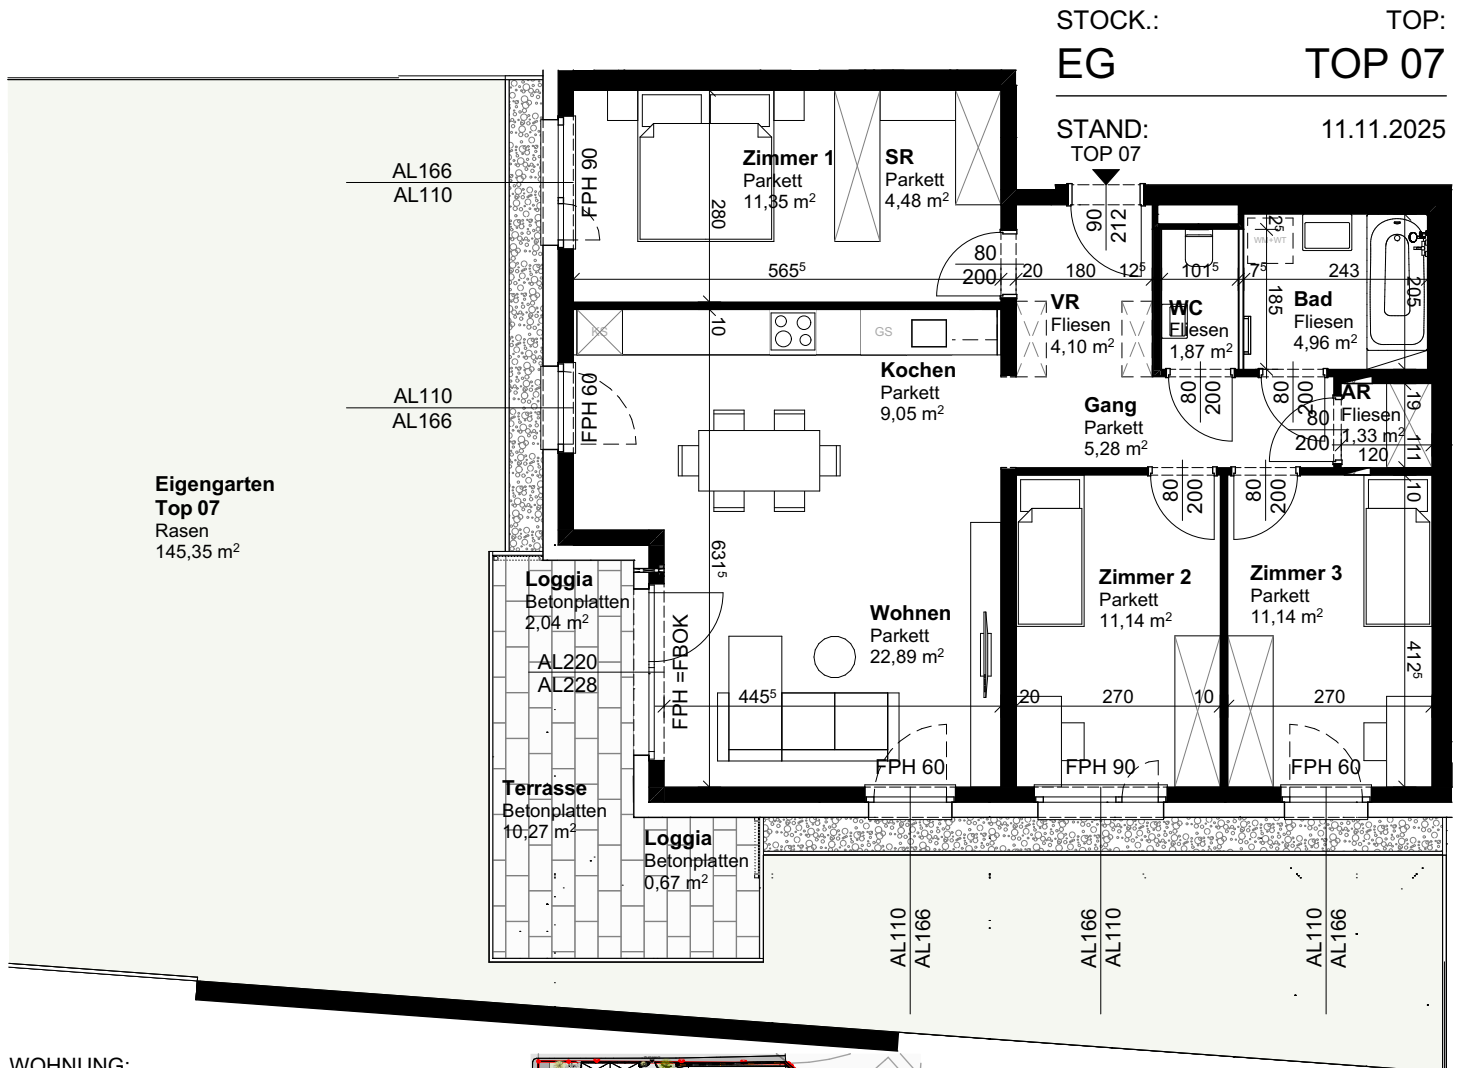 STOCK.: TOP:
EG TOP 07
STAND: 11.11.2025
TOP 07
AL166
AL110
FPH 90
Zimmer 1
Parkett
11,35 m²
SR
Parkett
4,48 m²
280
90
212
80
200
565⁵
20
180
12⁵
101⁵
7⁵
243
25
WM+WT
185
205
VR
Fliesen
4,10 m²
WC
Fliesen
1,87 m²
Bad
Fliesen
4,96 m²
KS
10
GS
Kochen
Parkett
9,05 m²
AL110
AL166
FPH 60
80
200
80
200
AR
Fliesen
1,33 m²
19
111
120
80
200
Gang
Parkett
5,28 m²
Eigengarten
Top 07
Rasen
145,35 m²
80
200
80
200
10
631⁵
Loggia
Betonplatten
2,04 m²
Zimmer 2
Parkett
11,14 m²
Zimmer 3
Parkett
11,14 m²
Wohnen
Parkett
22,89 m²
AL220
AL228
FPH =FBOK
412⁵
445⁵
20
270
10
270
FPH 60
FPH 90
FPH 60
Terrasse
Betonplatten
10,27 m²
Loggia
Betonplatten
0,67 m²
AL110
AL166
AL166
AL110
AL110
AL166
WOHNUNG: